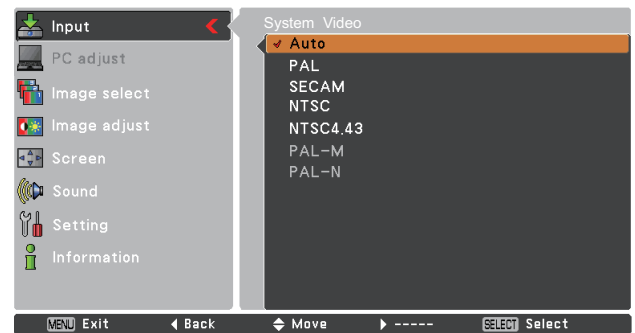 Input
PC adjust
Image select
Image adjust
Screen
Sound
Setting
Information
System Video
Auto
PAL
SECAM
NTSC
NTSC4.43
PAL-M
PAL-N
MENU Exit
Back
Move
-----
SELECT Select